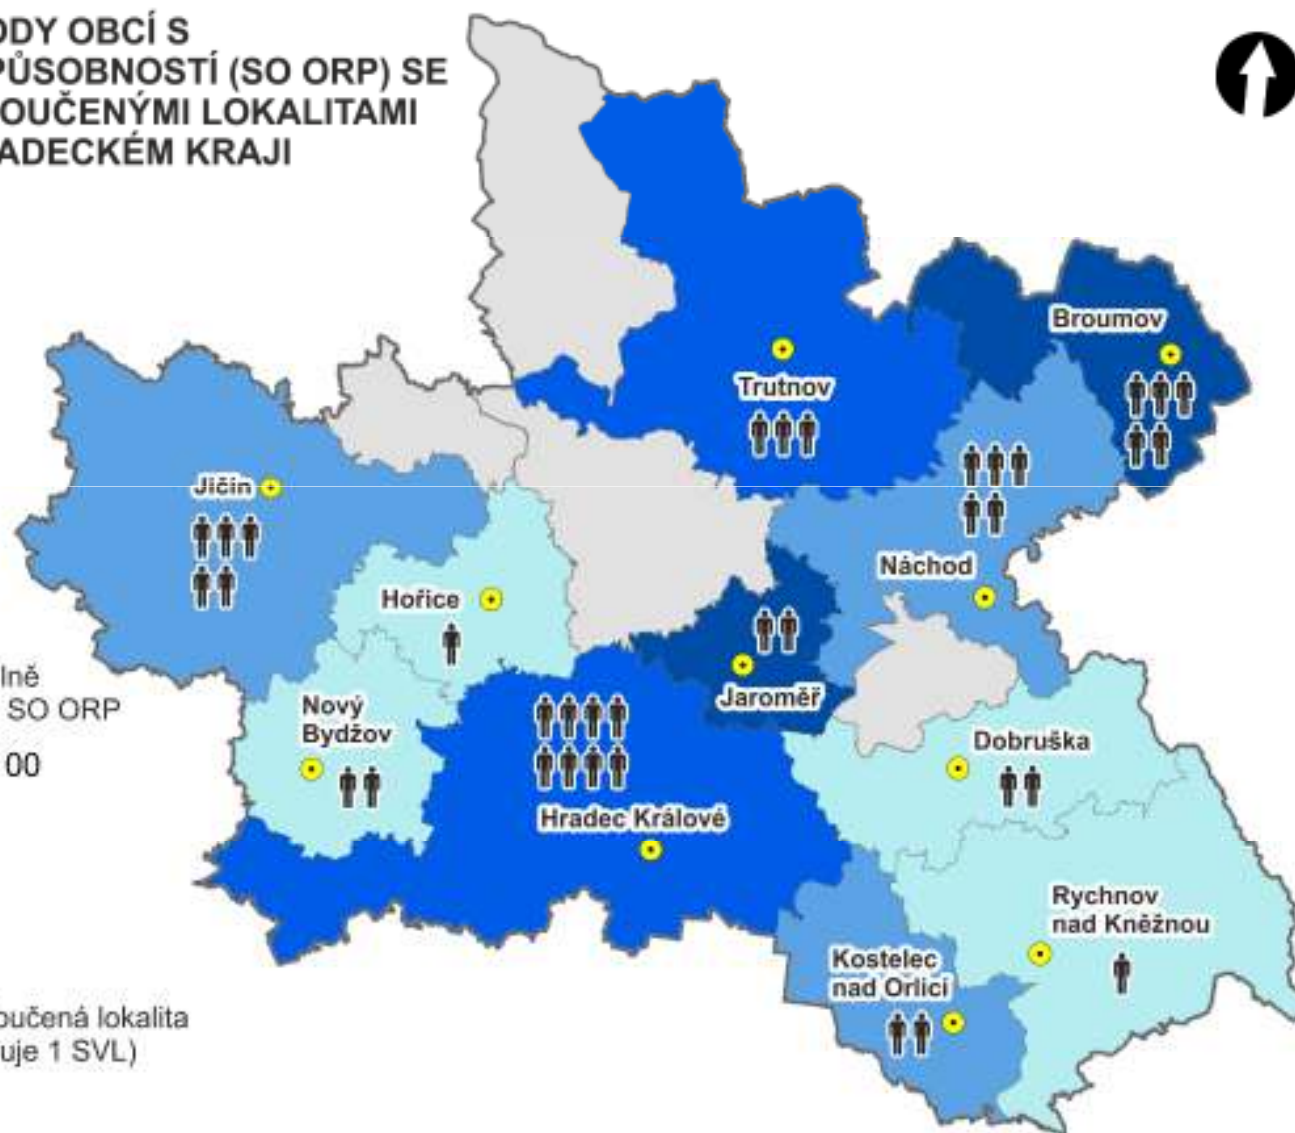 ODY OBCÍ S
PŮSOBNOSTÍ (SO ORP) SE
OUČENÝMI LOKALITAMI
ADECKÉM KRAJI
Broumov
Trutnov
Jičín
Náchod
Hořice
Jaroměř
lně
SO ORP
00
Nový
Bydžov
Dobruška
Hradec Králové
Rychnov
nad Kněžnou
Kostelec
nad Orlicí
oučená lokalita
uje 1 SVL)